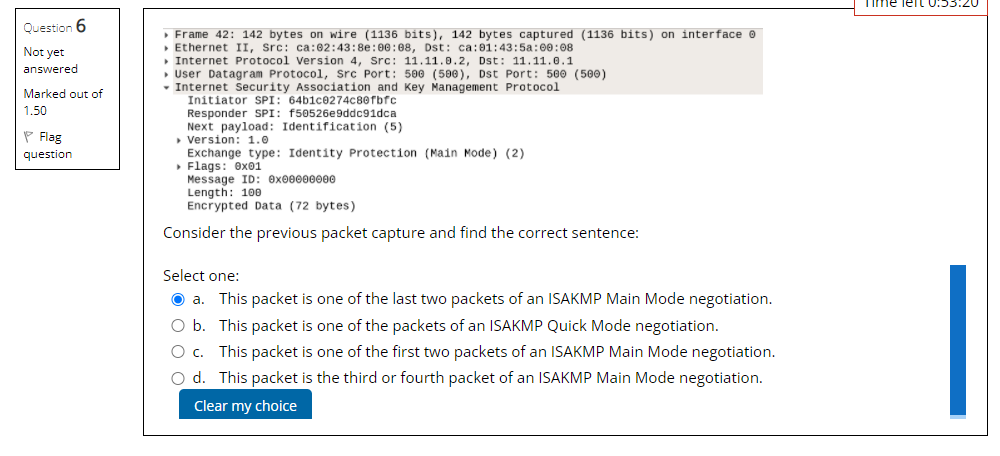 Time left 0:53:20
Question 6
Not yet
answered
Marked out of
1.50
Flag
question
Frame 42: 142 bytes on wire (1136 bits), 142 bytes captured (1136 bits) on interface 0
Ethernet II, Src: ca:02:43:8e:00:08, Dst: ca:01:43:5a:00:08
Internet Protocol Version 4, Src: 11.11.0.2, Dst: 11.11.0.1
User Datagram Protocol, Src Port: 500 (500), Dst Port: 500 (500)
Internet Security Association and Key Management Protocol
Initiator SPI: 64b1c0274c80fbfc
Responder SPI: f50526e9ddc91dca
Next payload: Identification (5)
Version: 1.0
Exchange type: Identity Protection (Main Mode) (2)
Flags: 0x01
Message ID: 0x00000000
Length: 100
Encrypted Data (72 bytes)
Consider the previous packet capture and find the correct sentence:
Select one:
a. This packet is one of the last two packets of an ISAKMP Main Mode negotiation.
b. This packet is one of the packets of an ISAKMP Quick Mode negotiation.
c. This packet is one of the first two packets of an ISAKMP Main Mode negotiation.
d. This packet is the third or fourth packet of an ISAKMP Main Mode negotiation.
Clear my choice